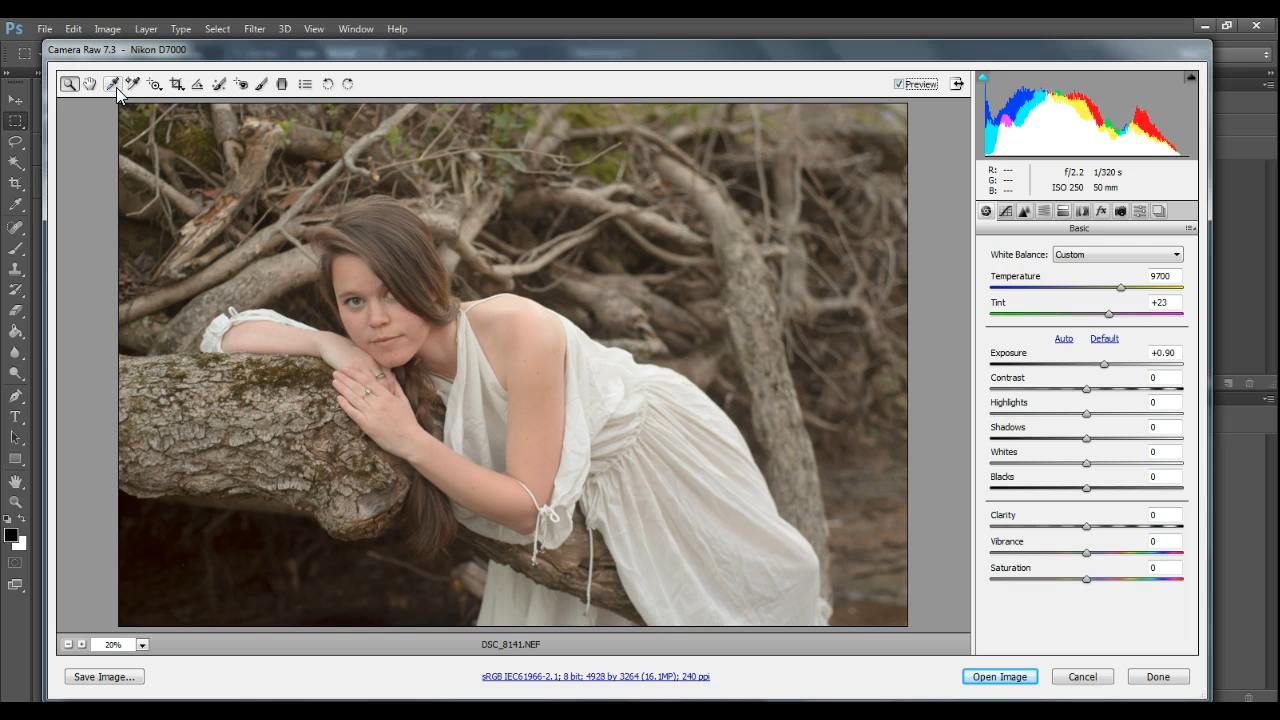 Ps File Edit Image Layer Type Select Filter 3D View Window Help
Camera Raw 7.3 - Nikon D7000
Preview
R: ---
G: ---
B: ---
f/2.2 1/320 s
ISO 250 50 mm
fx
Basic
White Balance: Custom
Temperature 9700
Tint +23
Auto Default
Exposure +0.90
Contrast 0
Highlights 0
Shadows 0
Whites 0
Blacks 0
Clarity 0
Vibrance 0
Saturation 0
T
20% DSC_8141.NEF
Save Image... sRGB IEC61966-2.1; 8 bit; 4928 by 3264 (16.1MP); 240 ppi Open Image Cancel Done